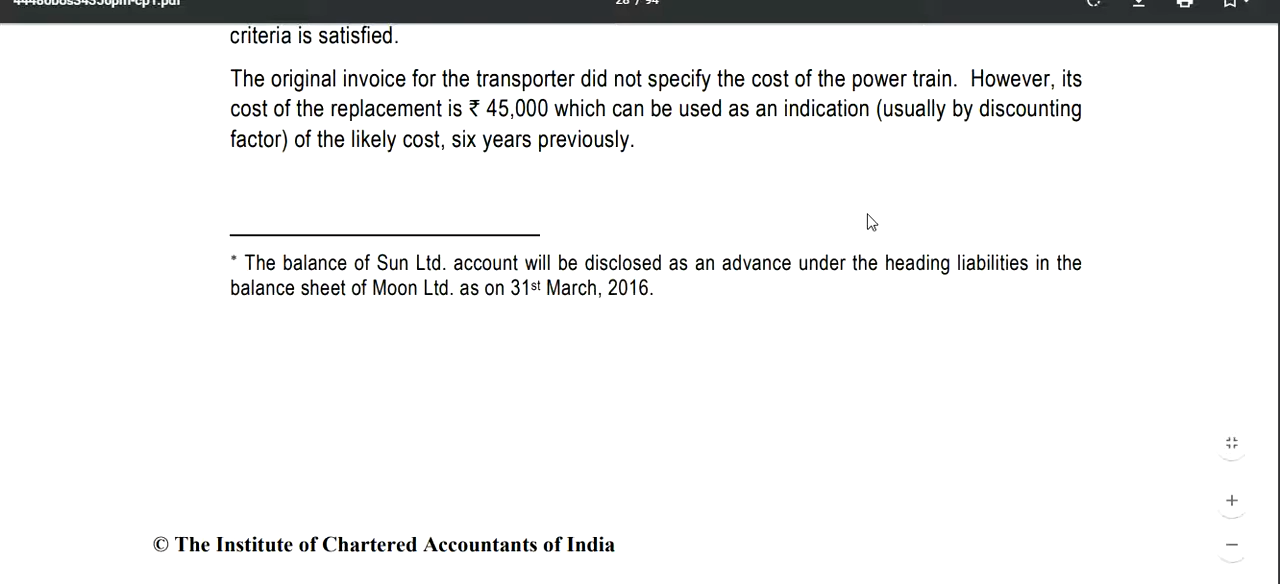 28 / 94
criteria is satisfied.
The original invoice for the transporter did not specify the cost of the power train. However, its
cost of the replacement is ₹ 45,000 which can be used as an indication (usually by discounting
factor) of the likely cost, six years previously.
* The balance of Sun Ltd. account will be disclosed as an advance under the heading liabilities in the
balance sheet of Moon Ltd. as on 31st March, 2016.
© The Institute of Chartered Accountants of India